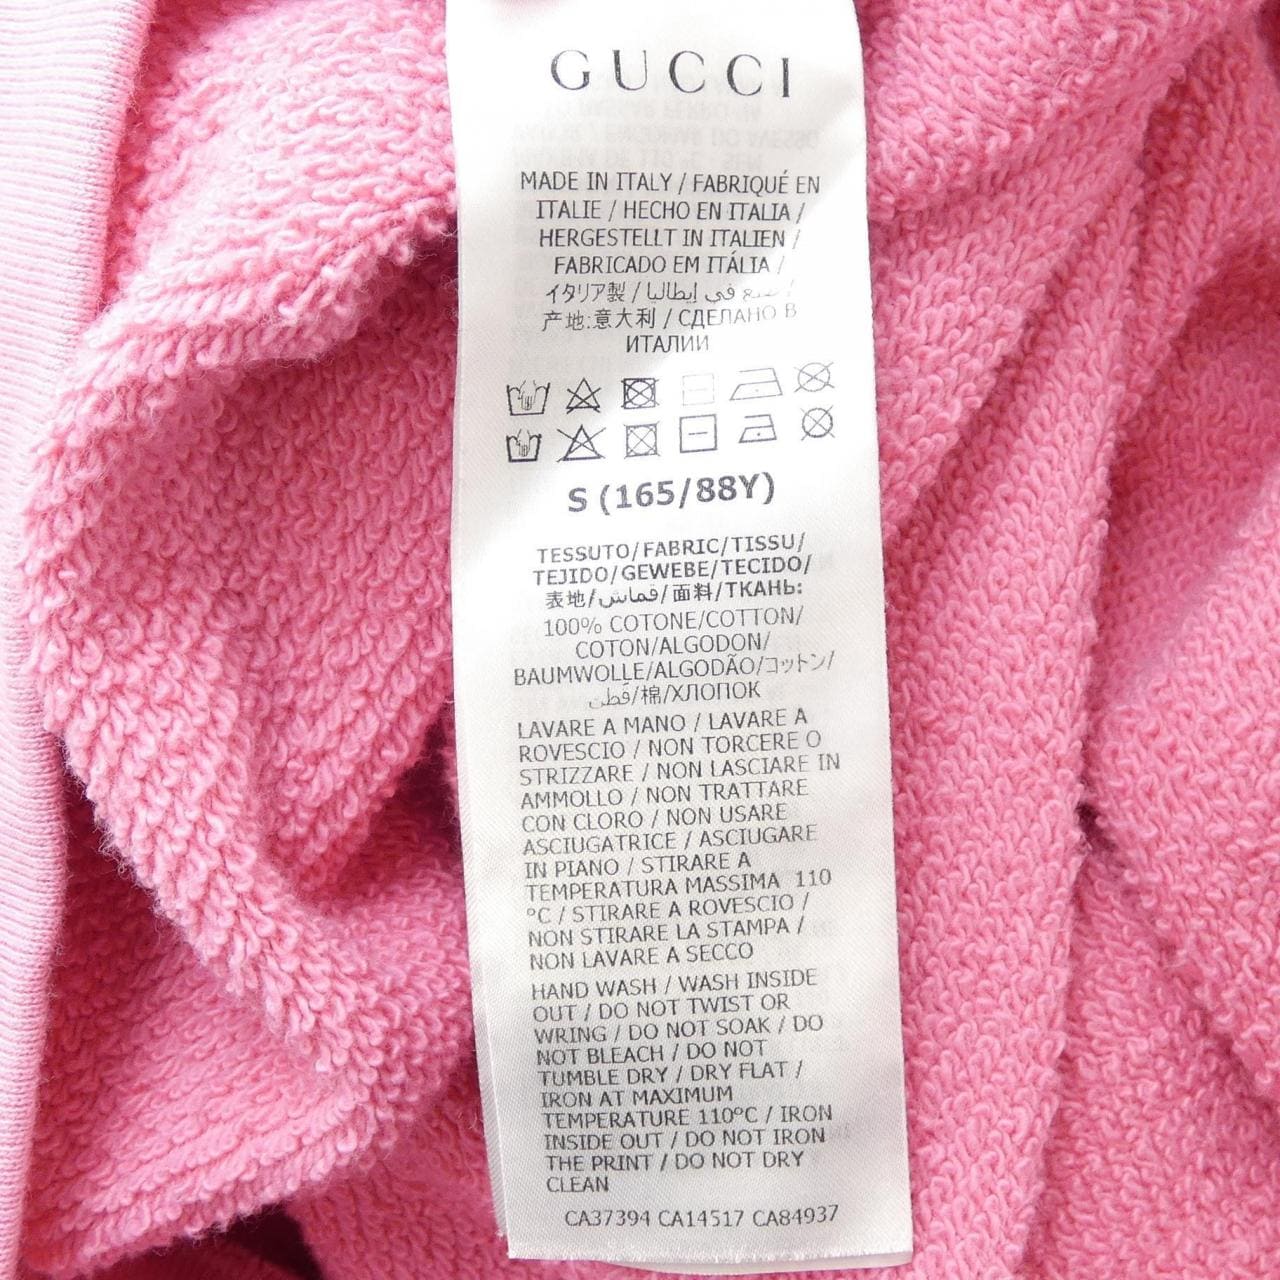 GUCCI
MADE IN ITALY / FABRIQUÉ EN
ITALIE / HECHO EN ITALIA /
HERGESTELLT IN ITALIEN /
FABRICADO EM ITÁLIA /
イタリア製 / صنع في إيطاليا /
产地:意大利 / СДЕЛАНО В
ИТАЛИИ
S (165/88Y)
TESSUTO/FABRIC/TISSU/
TEJIDO/GEWEBE/TECIDO/
表地/قماش/面料/ТКАНЬ:
100% COTONE/COTTON/
COTON/ALGODON/
BAUMWOLLE/ALGODÃO/コットン/
قطن/棉/ХЛОПОК
LAVARE A MANO / LAVARE A
ROVESCIO / NON TORCERE O
STRIZZARE / NON LASCIARE IN
AMMOLLO / NON TRATTARE
CON CLORO / NON USARE
ASCIUGATRICE / ASCIUGARE
IN PIANO / STIRARE A
TEMPERATURA MASSIMA 110
°C / STIRARE A ROVESCIO /
NON STIRARE LA STAMPA /
NON LAVARE A SECCO
HAND WASH / WASH INSIDE
OUT / DO NOT TWIST OR
WRING / DO NOT SOAK / DO
NOT BLEACH / DO NOT
TUMBLE DRY / DRY FLAT /
IRON AT MAXIMUM
TEMPERATURE 110°C / IRON
INSIDE OUT / DO NOT IRON
THE PRINT / DO NOT DRY
CLEAN
CA37394 CA14517 CA84937